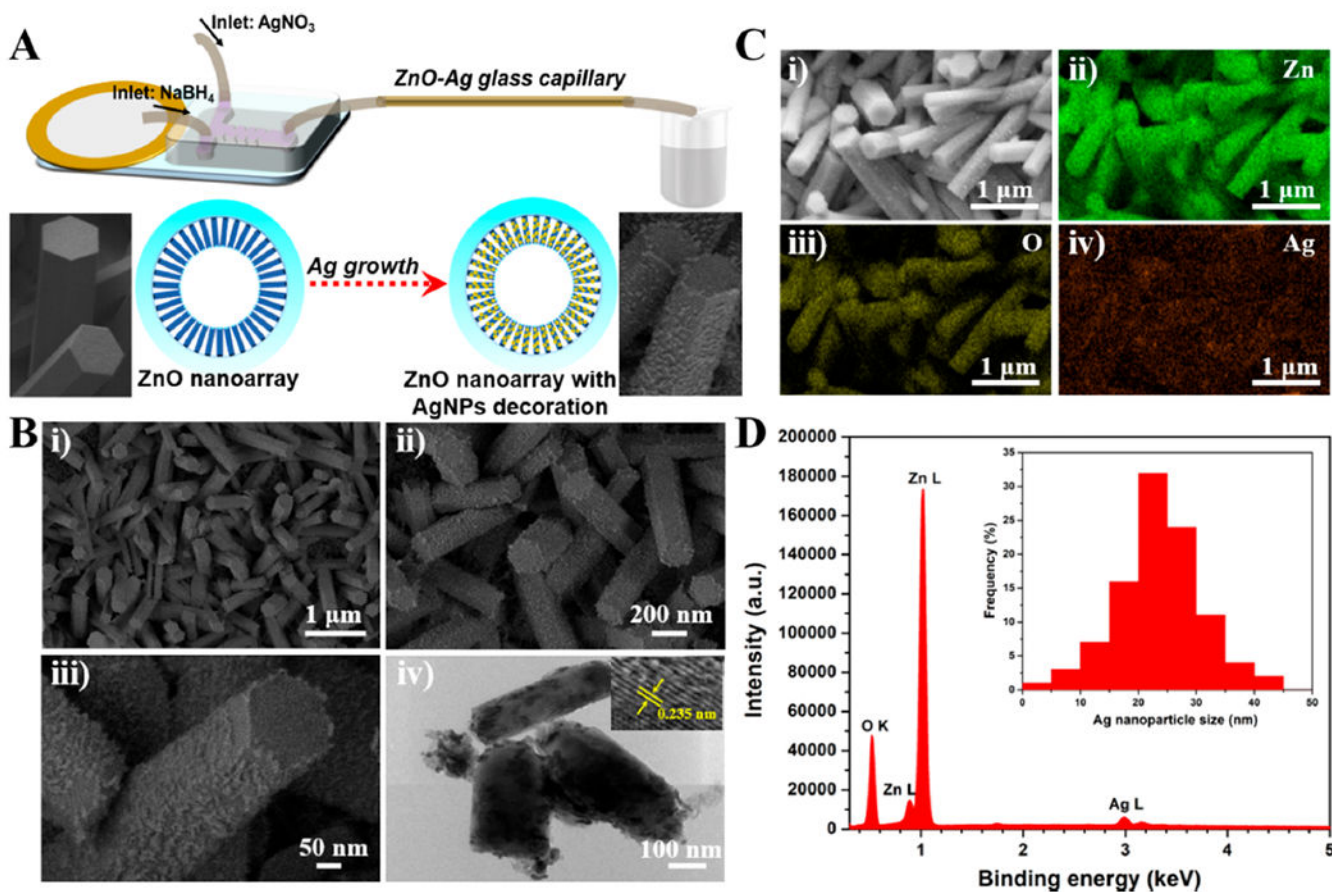 A
Inlet: AgNO3
Inlet: NaBH4
ZnO-Ag glass capillary
Ag growth
ZnO nanoarray
ZnO nanoarray with
AgNPs decoration
B
i)
1 μm
ii)
200 nm
iii)
50 nm
iv)
0.235 nm
100 nm
C
i)
1 μm
ii)
Zn
1 μm
iii)
O
1 μm
iv)
Ag
1 μm
D
Intensity (a.u.)
200000
180000
160000
140000
120000
100000
80000
60000
40000
20000
0
O K
Zn L
Zn L
Ag L
1
2
3
4
5
Binding energy (keV)
Frequency (%)
35
30
25
20
15
10
5
0
0
10
20
30
40
50
Ag nanoparticle size (nm)